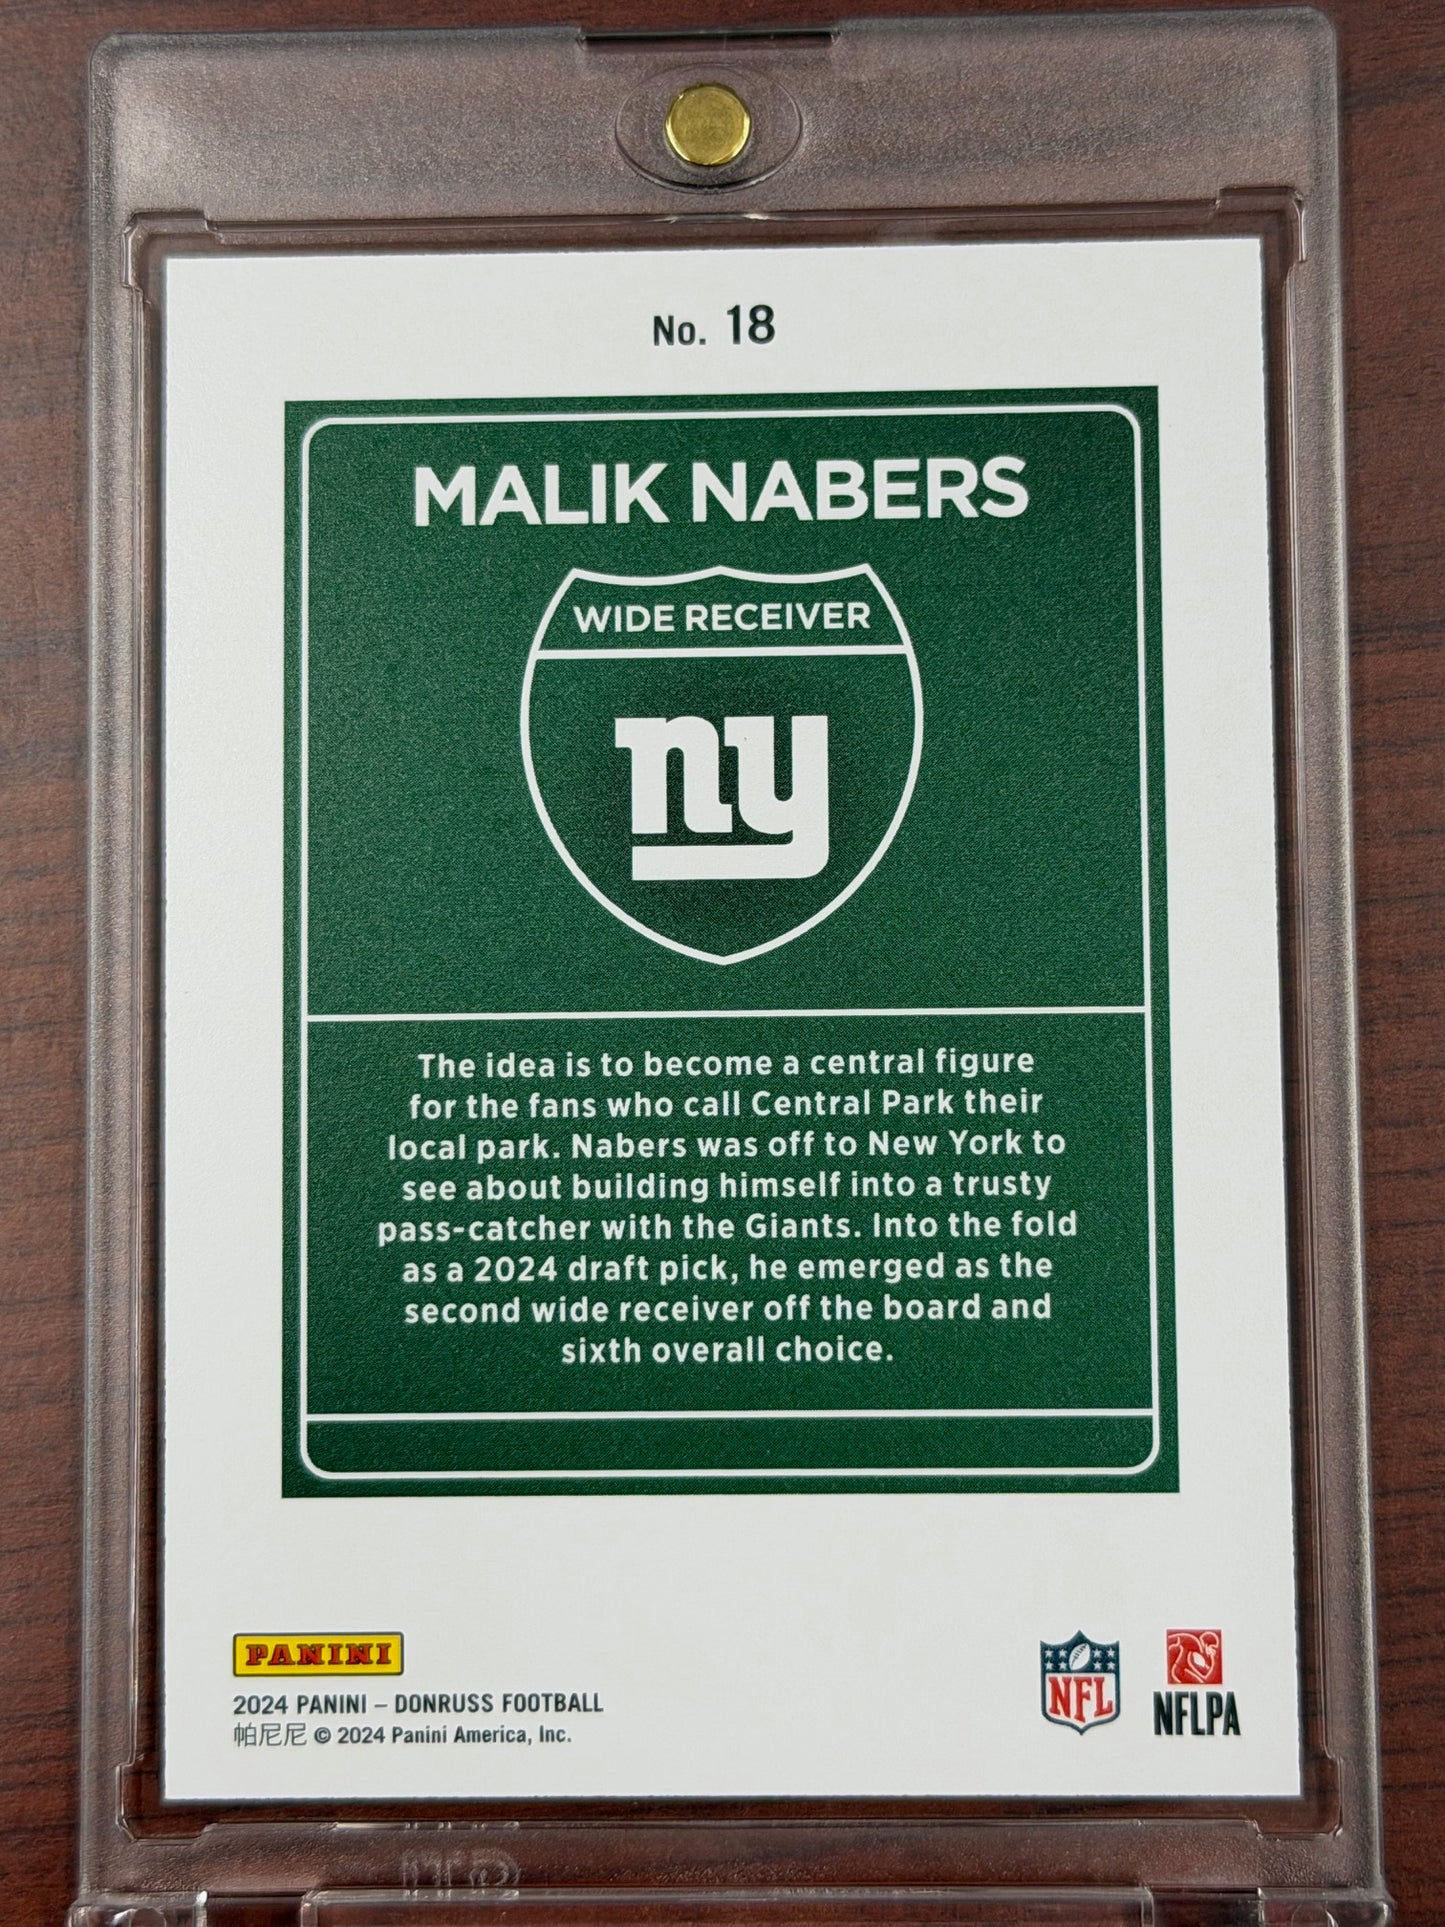 No. 18
MALIK NABERS
WIDE RECEIVER
ny
The idea is to become a central figure
for the fans who call Central Park their
local park. Nabers was off to New York to
see about building himself into a trusty
pass-catcher with the Giants. Into the fold
as a 2024 draft pick, he emerged as the
second wide receiver off the board and
sixth overall choice.
PANINI
2024 PANINI – DONRUSS FOOTBALL
帕尼尼 © 2024 Panini America, Inc.
NFL
NFLPA